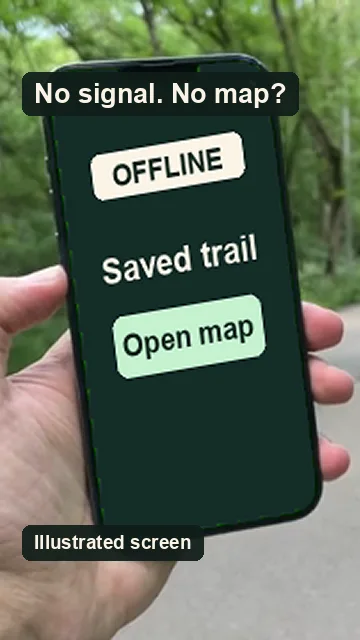 No signal. No map?
OFFLINE
Saved trail
Open map
Illustrated screen